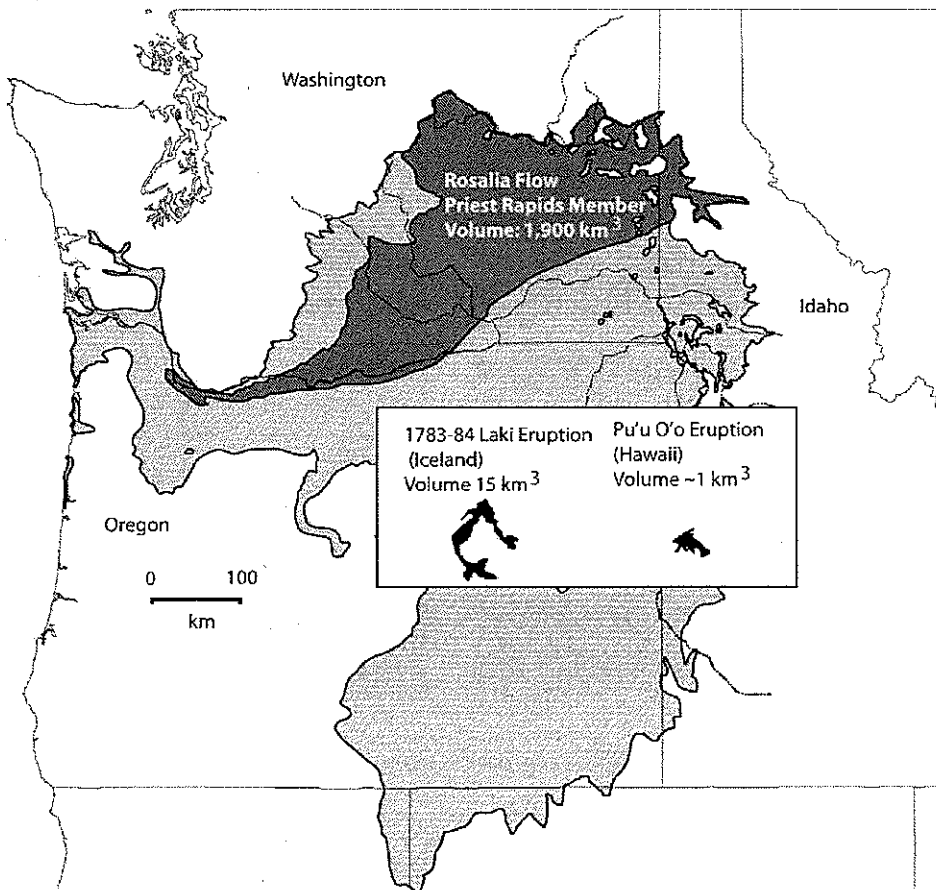 Washington
Rosalia Flow
Priest Rapids Member
Volume: 1,900 km³
Idaho
1783-84 Laki Eruption
(Iceland)
Volume 15 km³
Pu'u O'o Eruption
(Hawaii)
Volume ~1 km³
Oregon
0 100
km